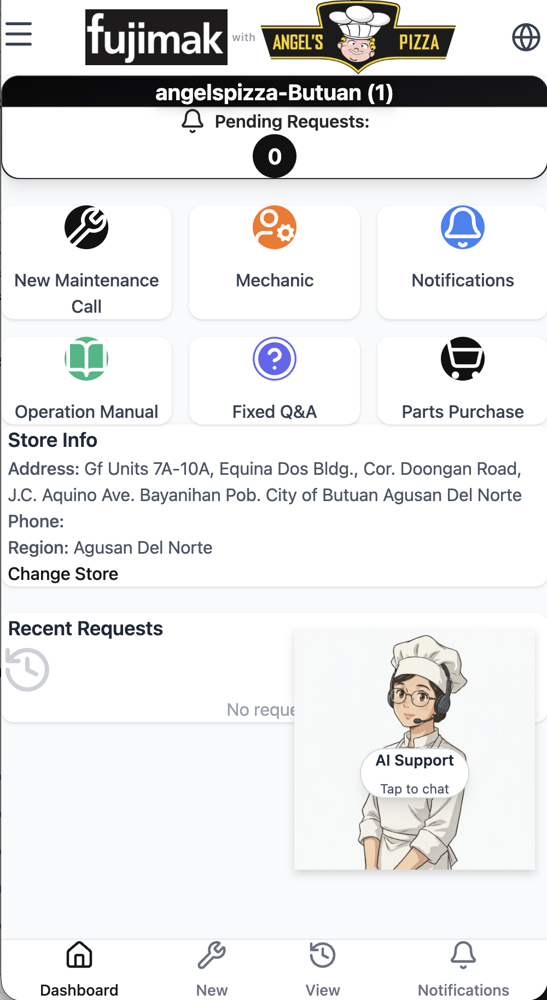 fujimak with ANGEL'S PIZZA
angelspizza-Butuan (1)
Pending Requests:
0
New Maintenance Call
Mechanic
Notifications
Operation Manual
Fixed Q&A
Parts Purchase
Store Info
Address: Gf Units 7A-10A, Equina Dos Bldg., Cor. Doongan Road,
J.C. Aquino Ave. Bayanihan Pob. City of Butuan Agusan Del Norte
Phone:
Region: Agusan Del Norte
Change Store
Recent Requests
No reque
AI Support
Tap to chat
Dashboard
New
View
Notifications